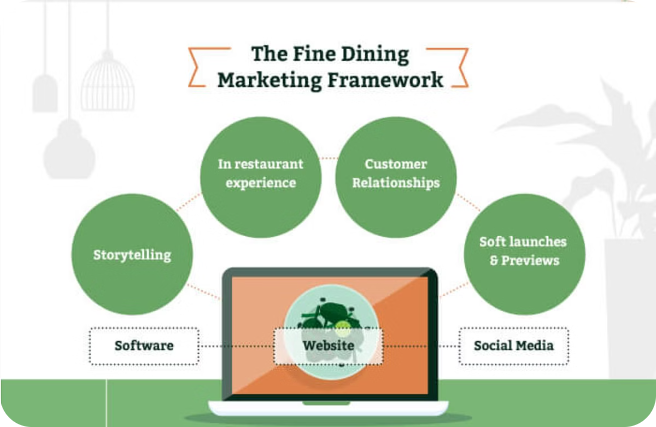 The Fine Dining
Marketing Framework
In restaurant
experience
Customer
Relationships
Storytelling
Soft launches
& Previews
Software
Website
Social Media